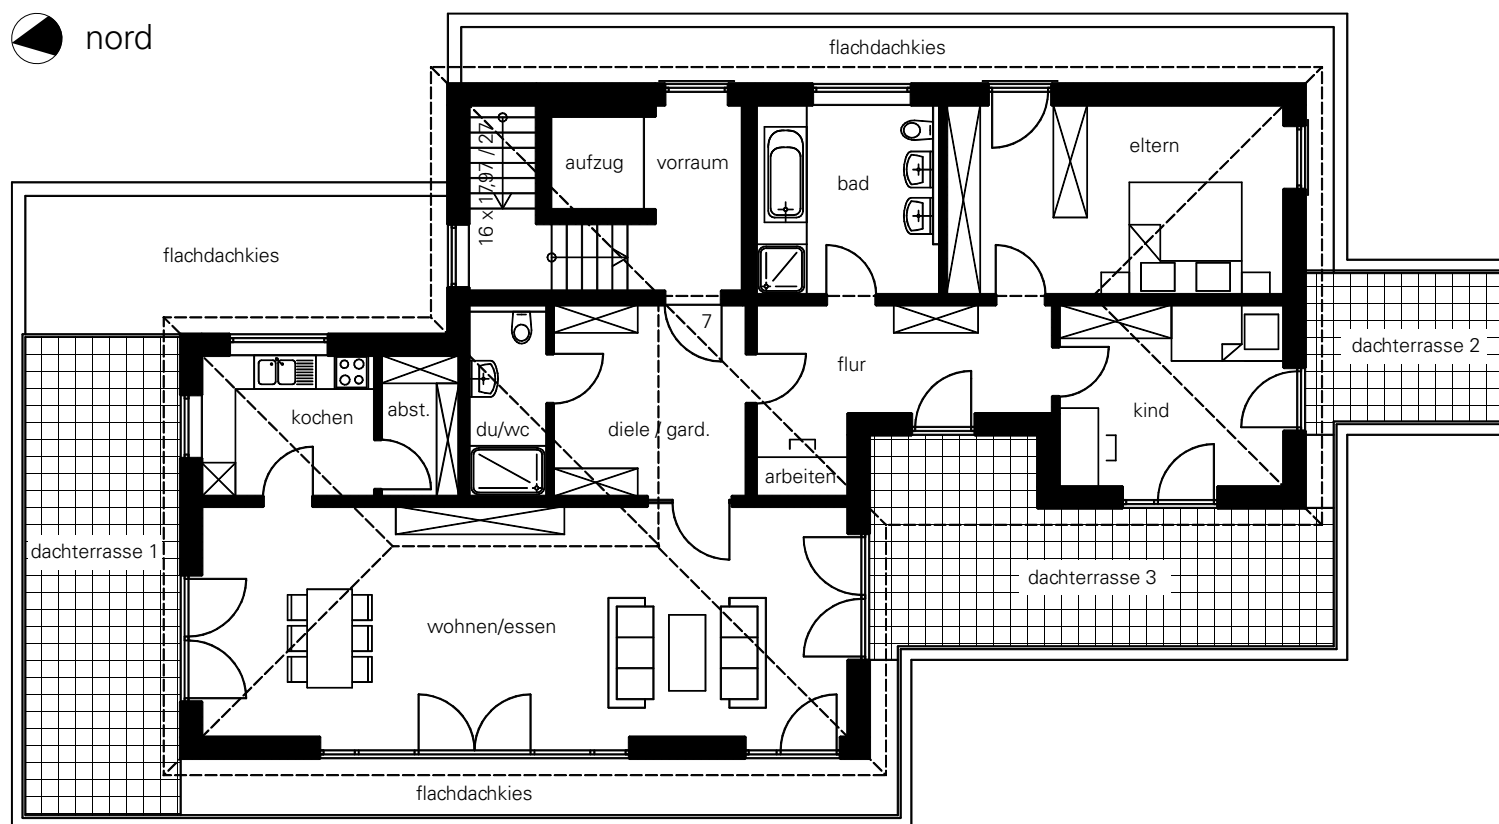 nord
flachdachkies
aufzug
vorraum
bad
eltern
16 x 17,97 / 27
flachdachkies
7
flur
dachterrasse 2
kochen
abst.
du/wc
diele / gard.
kind
arbeiten
dachterrasse 1
dachterrasse 3
wohnen/essen
flachdachkies